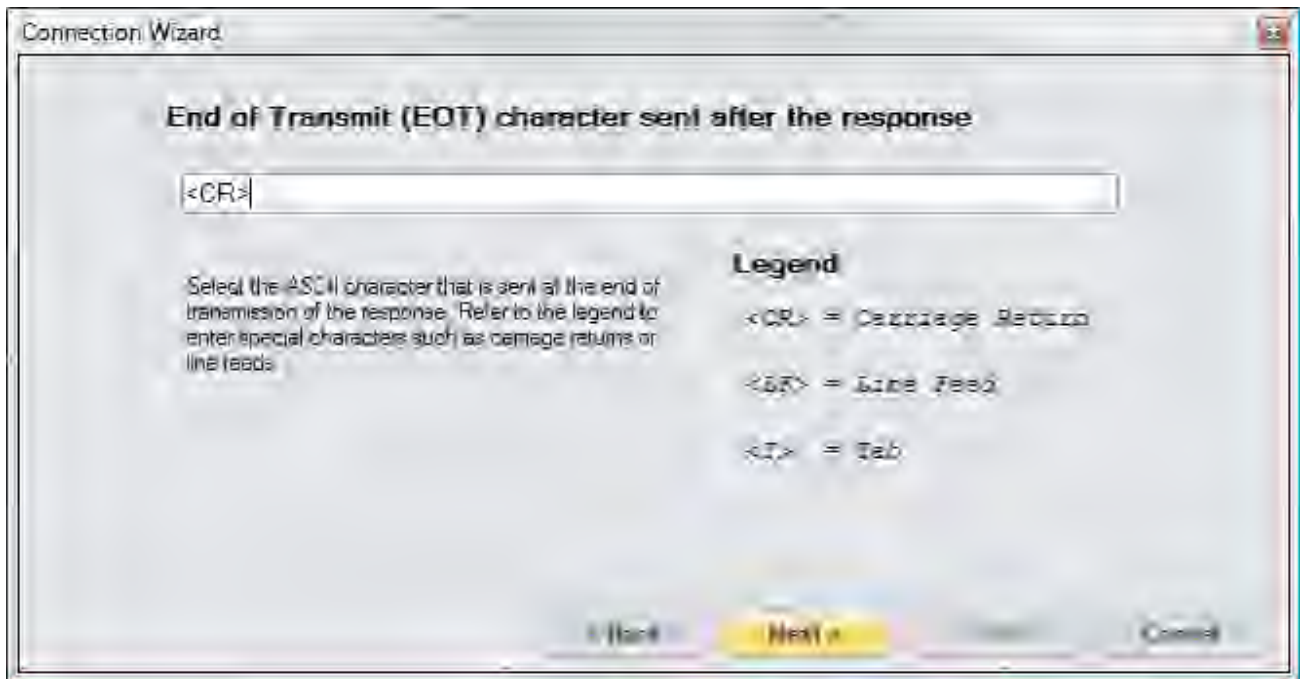 Connection Wizard
End of Transmit (EOT) character sent after the response
<CR>
Select the ASCII character that is sent at the end of
transmission of the response. Refer to the legend to
enter special characters such as carriage returns or
line feeds.
Legend
<CR> = Carriage Return
<LF> = Line Feed
<T> = Tab
< Back
Next >
Cancel